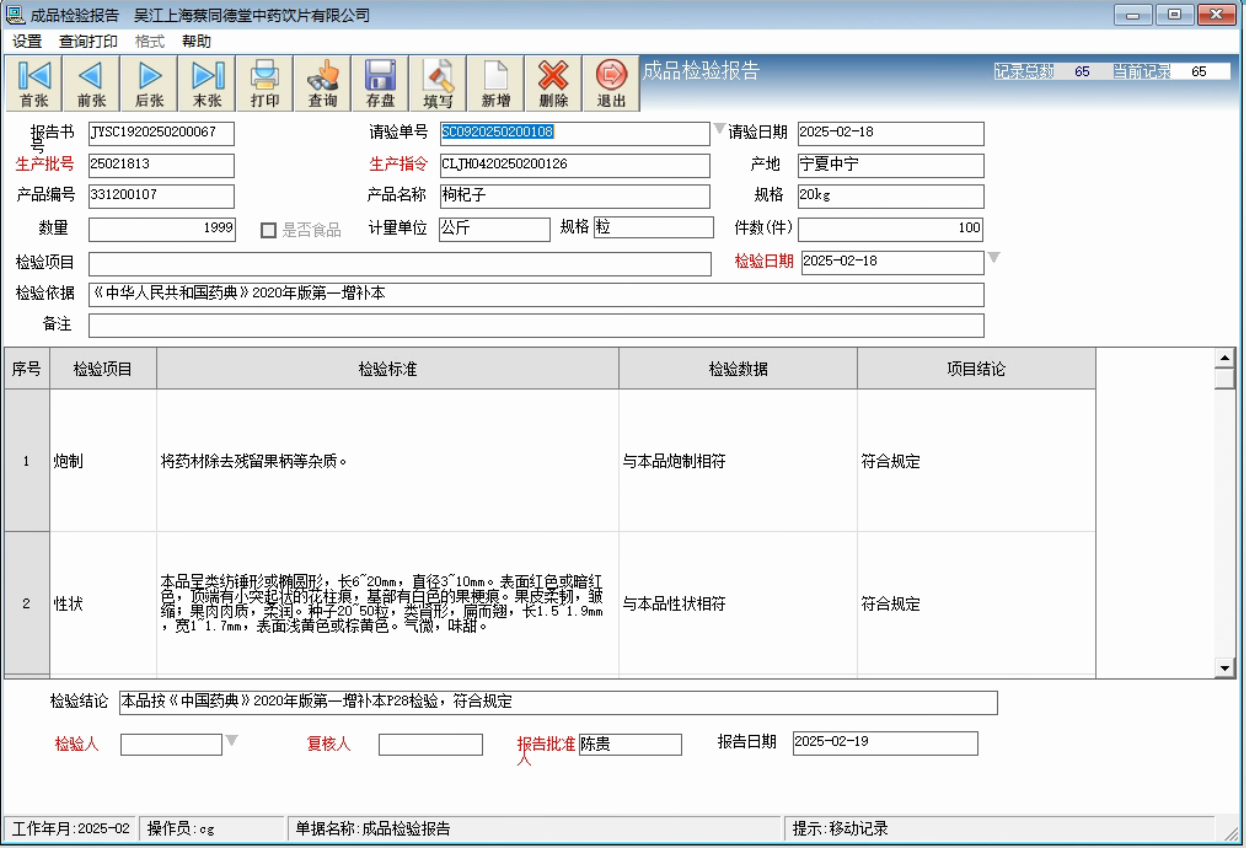 成品检验报告 吴江上海蔡同德堂中药饮片有限公司
设置 查询打印 格式 帮助
首张 前张 后张 末张 打印 查询 存盘 填写 新增 删除 退出
成品检验报告 记录总数 65 当前记录 65
报告书号 JYSC1920250200067 请验单号 SC0920250200108 请验日期 2025-02-18
生产批号 25021813 生产指令 CLJH0420250200126 产地 宁夏中宁
产品编号 331200107 产品名称 枸杞子 规格 20kg
数量 1999 是否食品 计量单位 公斤 规格 粒 件数(件) 100
检验项目 检验日期 2025-02-18
检验依据 《中华人民共和国药典》2020年版第一增补本
备注
序号 检验项目 检验标准 检验数据 项目结论
1 炮制 将药材除去残留果柄等杂质。 与本品炮制相符 符合规定
2 性状 本品呈类纺锤形或椭圆形，长6~20mm，直径3~10mm。表面红色或暗红
色，顶端有小突起状的花柱痕，基部有白色的果梗痕。果皮柔韧，皱
缩；果肉肉质，柔润。种子20~50粒，类肾形，扁而翘，长1.5~1.9mm
，宽1~1.7mm，表面浅黄色或棕黄色。气微，味甜。
与本品性状相符 符合规定
检验结论 本品按《中国药典》2020年版第一增补本P28检验，符合规定
检验人 复核人 报告批准人 陈贵 报告日期 2025-02-19
工作年月:2025-02 操作员:cg 单据名称:成品检验报告 提示:移动记录